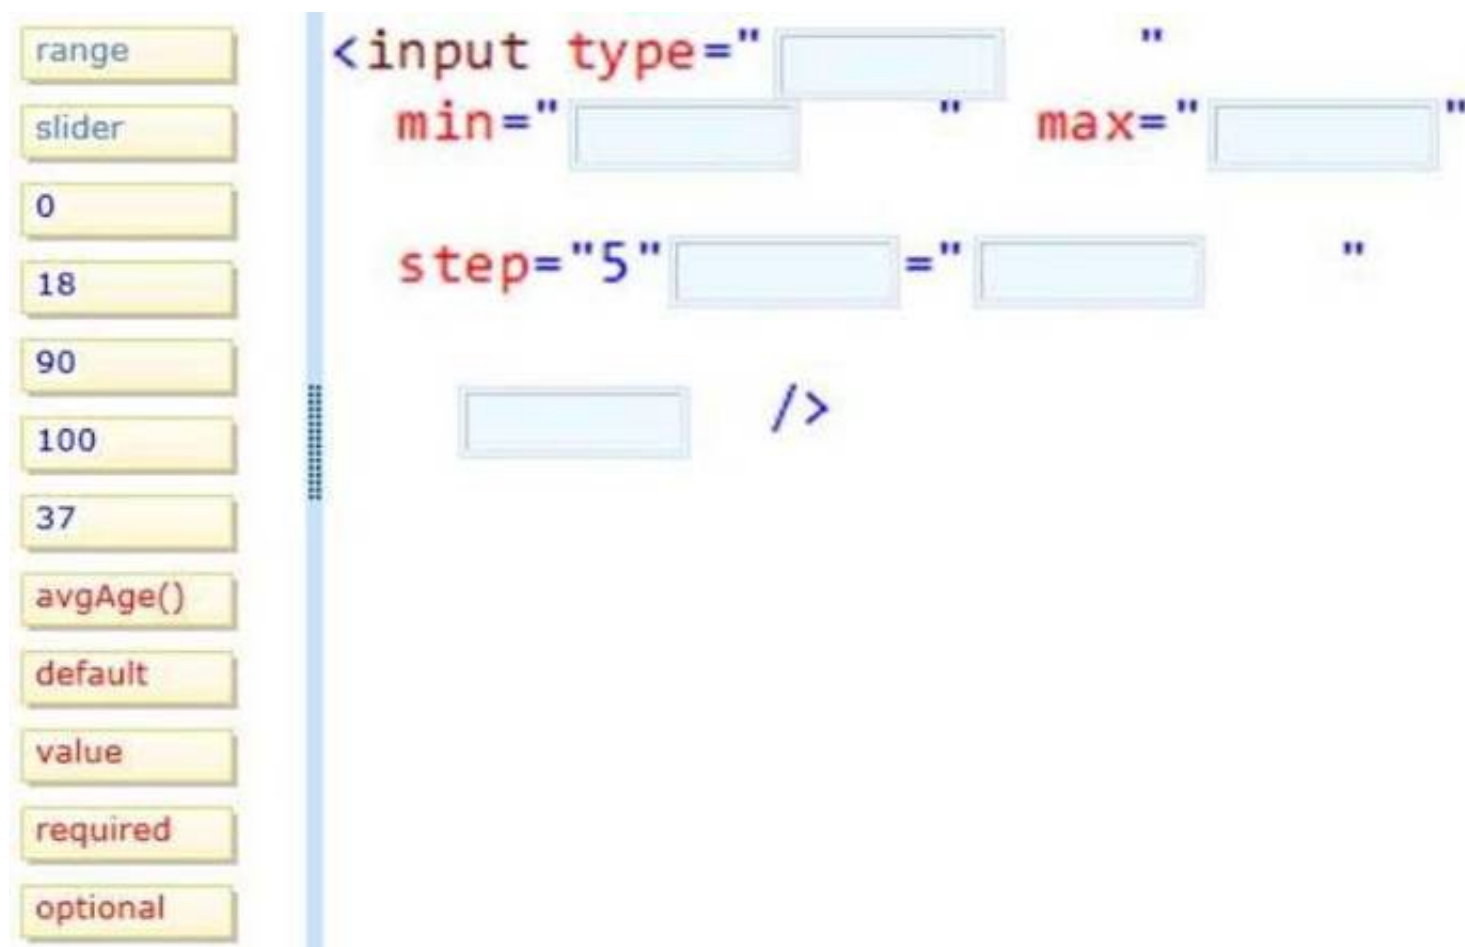 range
slider
0
18
90
100
37
avgAge()
default
value
required
optional
<input type=" "
min=" " max=" "
step="5" =" "
/>